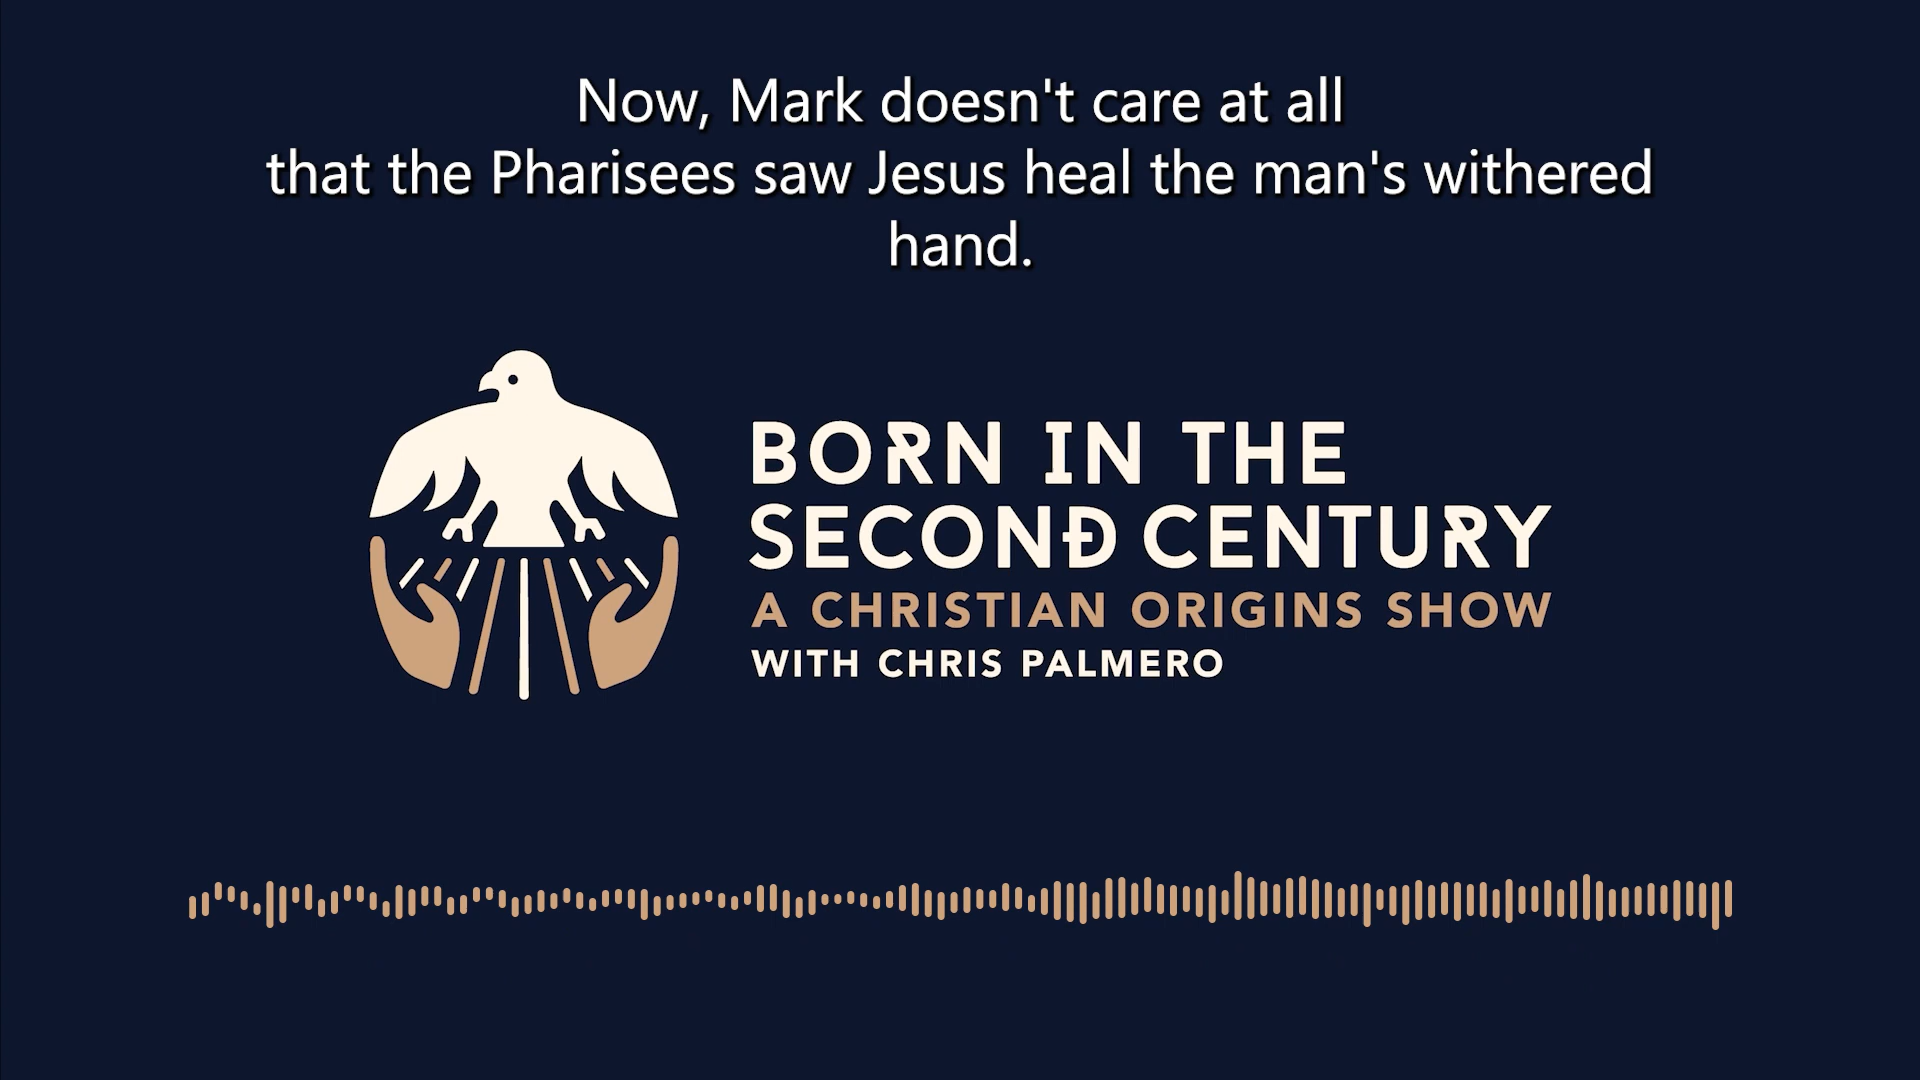 Now, Mark doesn't care at all
that the Pharisees saw Jesus heal the man's withered
hand.
BORN IN THE
SECOND CENTURY
A CHRISTIAN ORIGINS SHOW
WITH CHRIS PALMERO